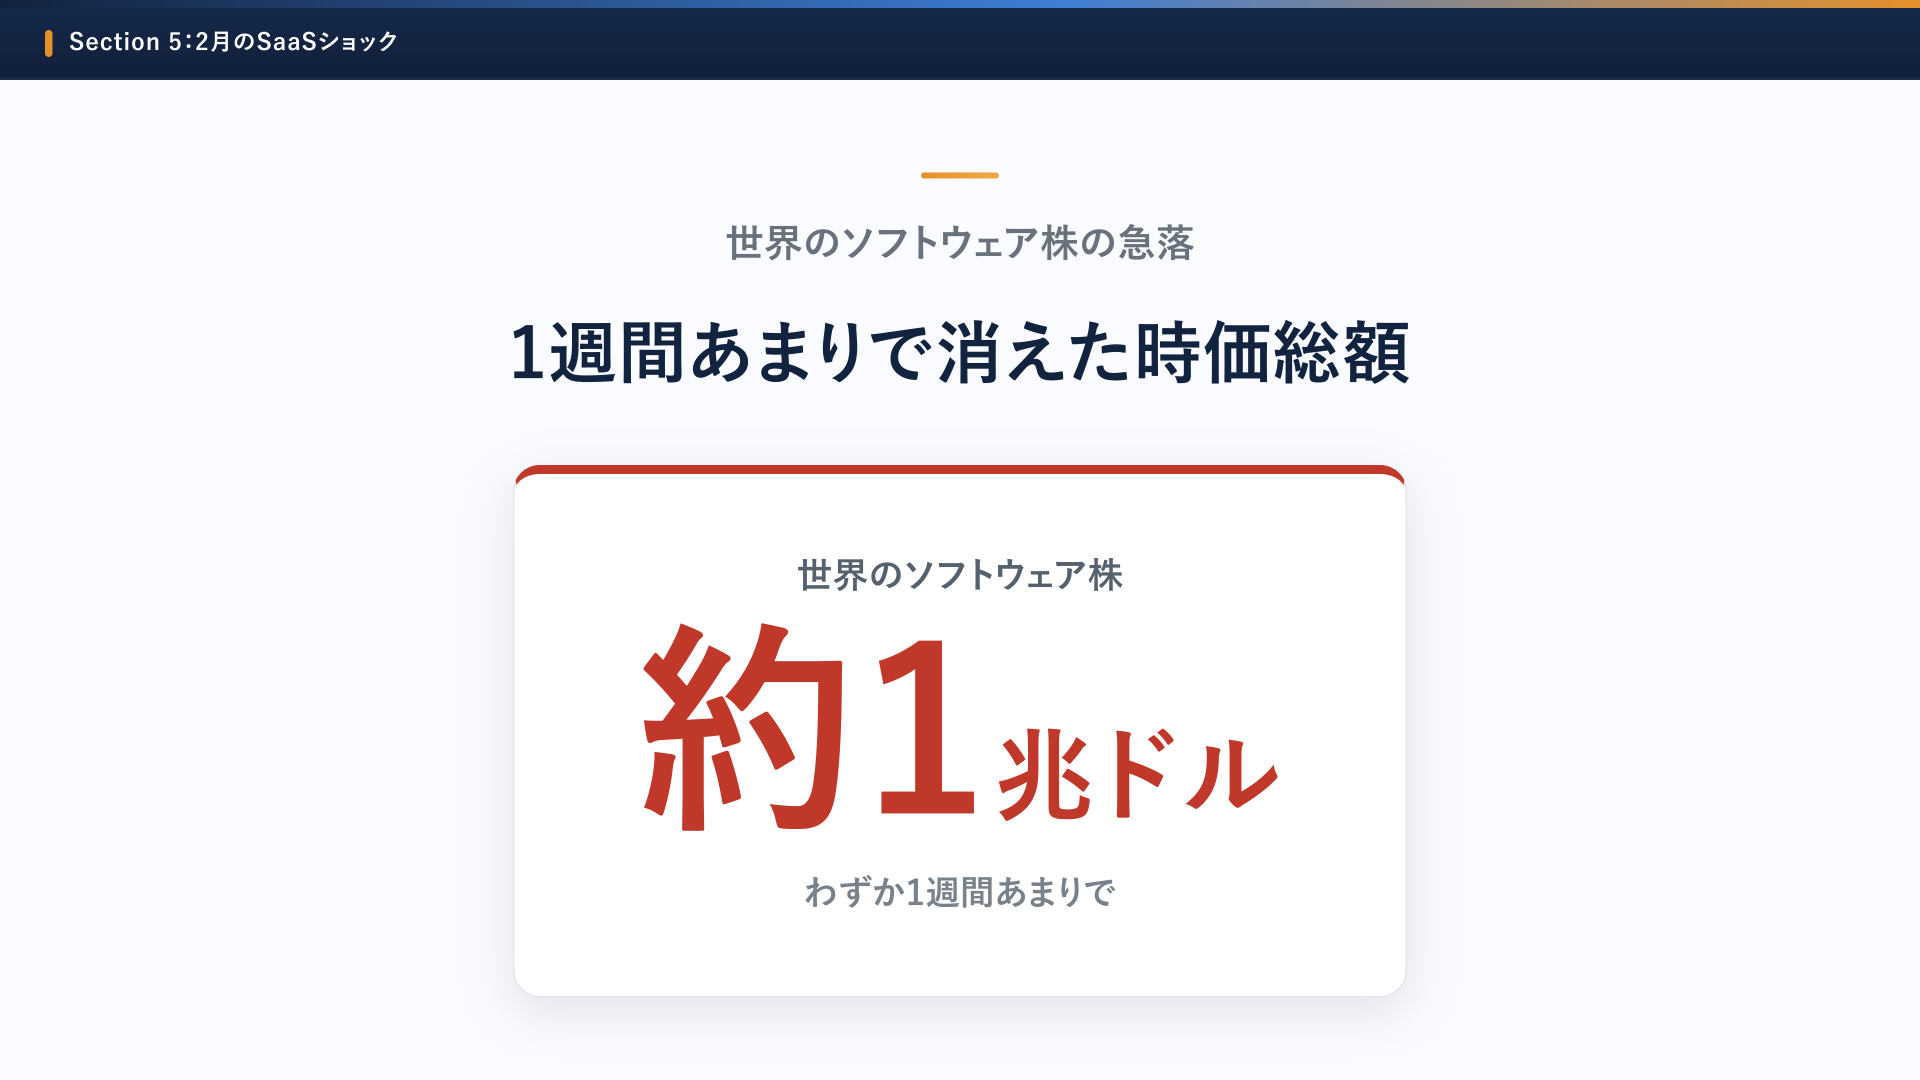 Section 5：2月のSaaSショック
世界のソフトウェア株の急落
1週間あまりで消えた時価総額
世界のソフトウェア株
約1兆ドル
わずか1週間あまりで